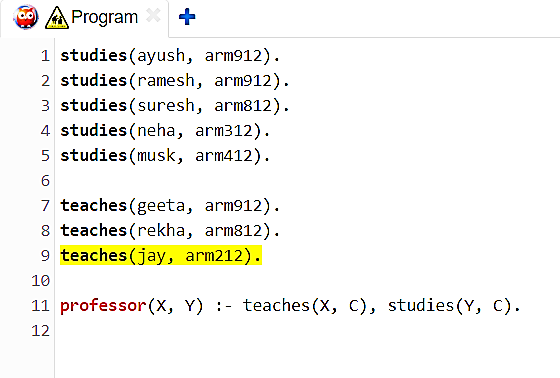 Program
1 studies(ayush, arm912).
2 studies(ramesh, arm912).
3 studies(suresh, arm812).
4 studies(neha, arm312).
5 studies(musk, arm412).
6
7 teaches(geeta, arm912).
8 teaches(rekha, arm812).
9 teaches(jay, arm212).
10
11 professor(X, Y) :- teaches(X, C), studies(Y, C).
12